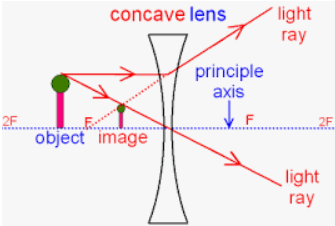 concave lens
light
ray
principle
axis
2F
F
F
2F
object
image
light
ray